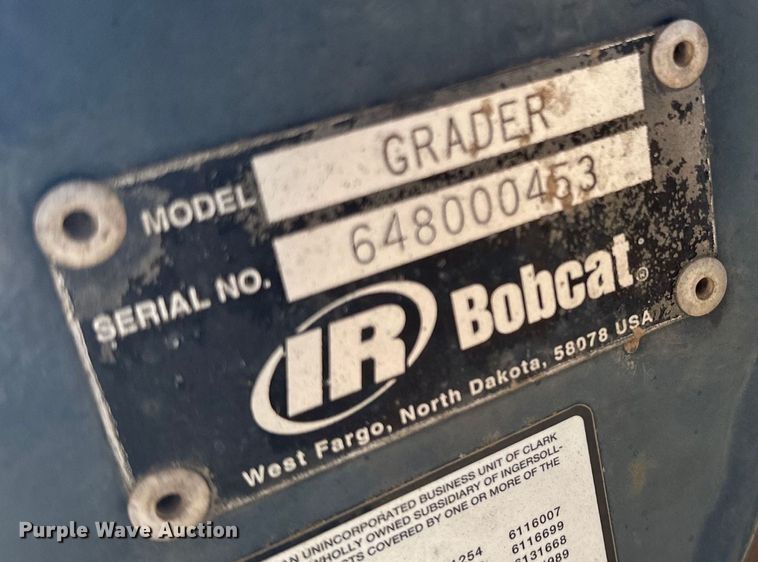 MODEL GRADER
SERIAL NO. 648000453
IR Bobcat®
West Fargo, North Dakota, 58078 USA
AN UNINCORPORATED BUSINESS UNIT OF CLARK
WHOLLY OWNED SUBSIDIARY OF INGERSOLL-
COVERED BY ONE OR MORE OF THE
6116007
6116699
6131668
Purple Wave Auction